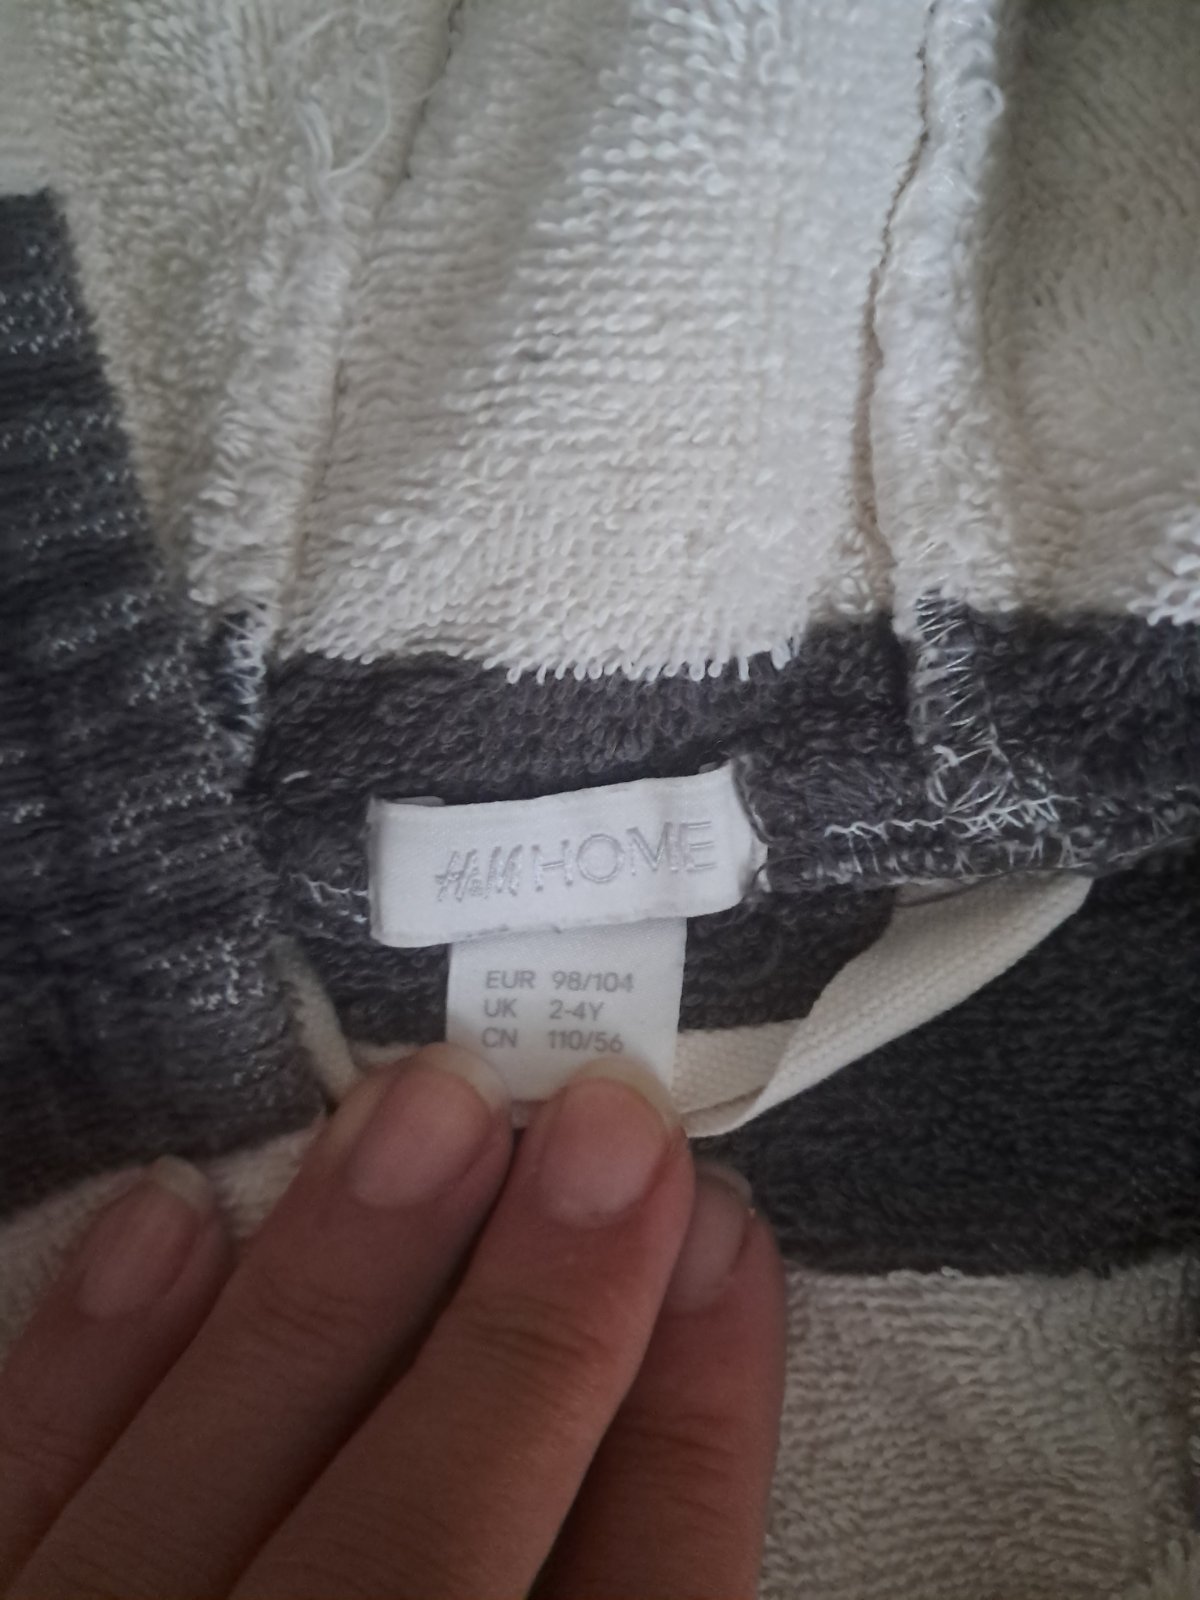 H&M HOME
EUR 98/104
UK 2-4Y
CN 110/56